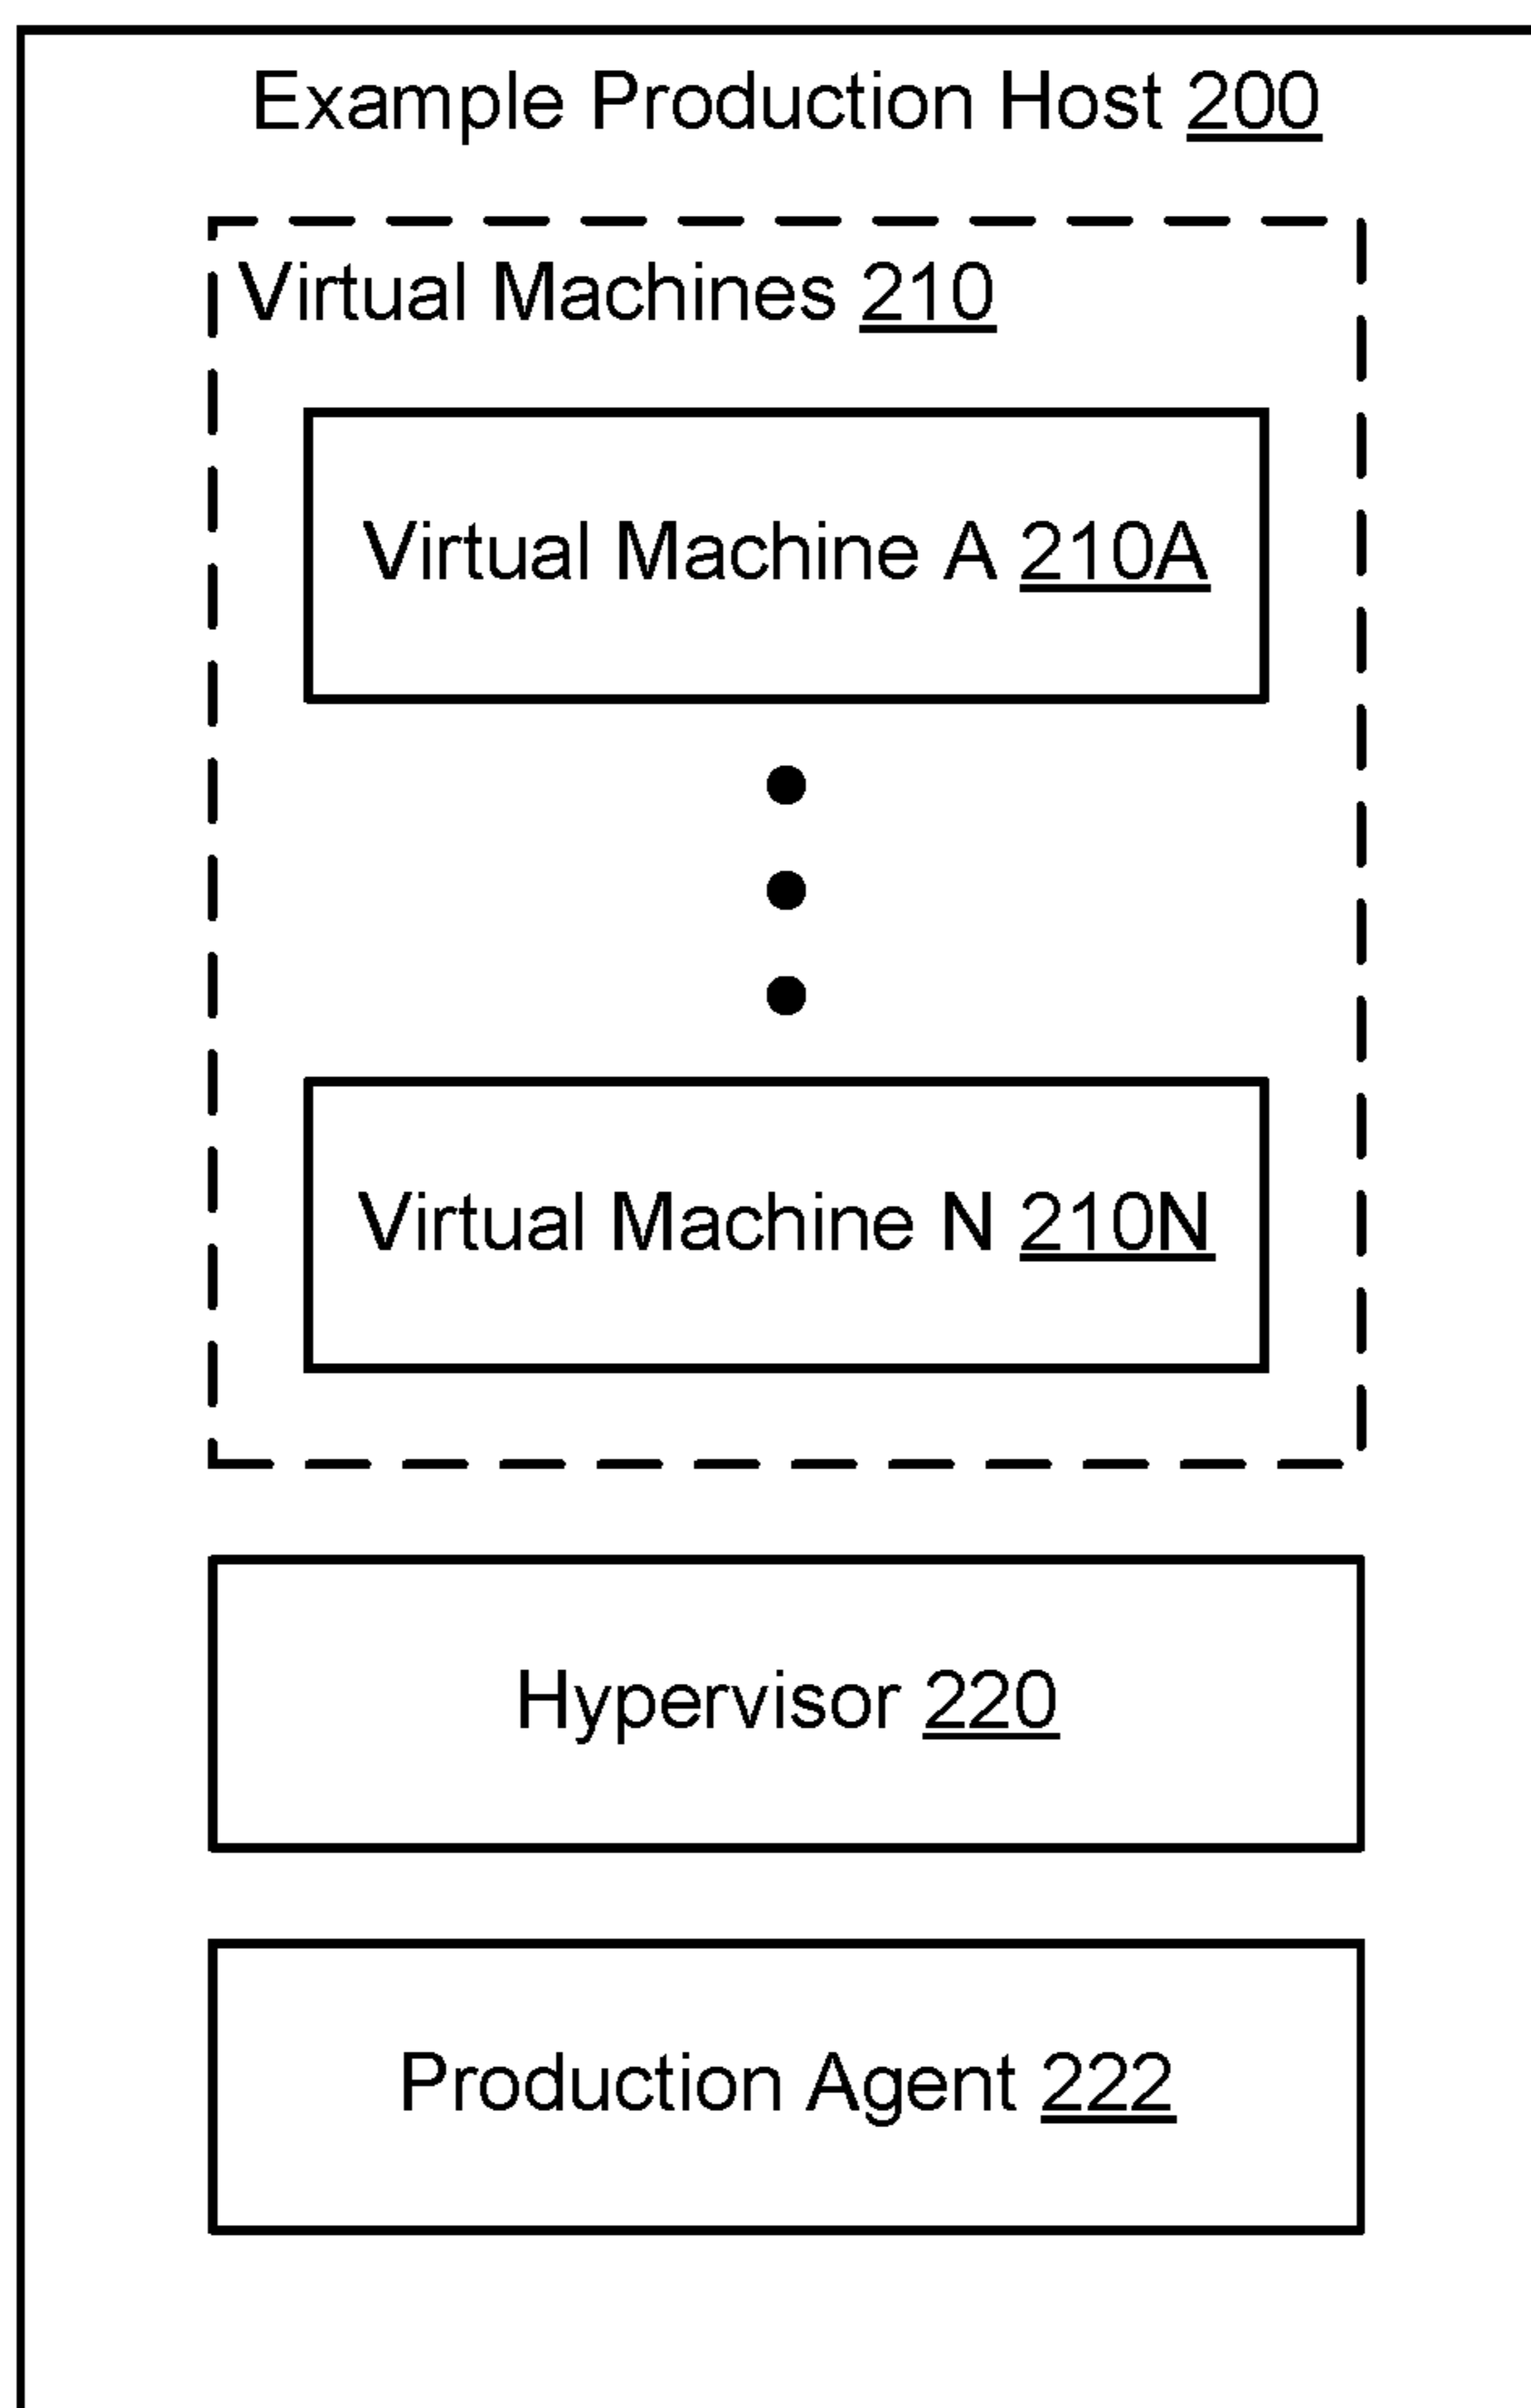 Example Production Host 200
Virtual Machines 210
Virtual Machine A 210A
Virtual Machine N 210N
Hypervisor 220
Production Agent 222